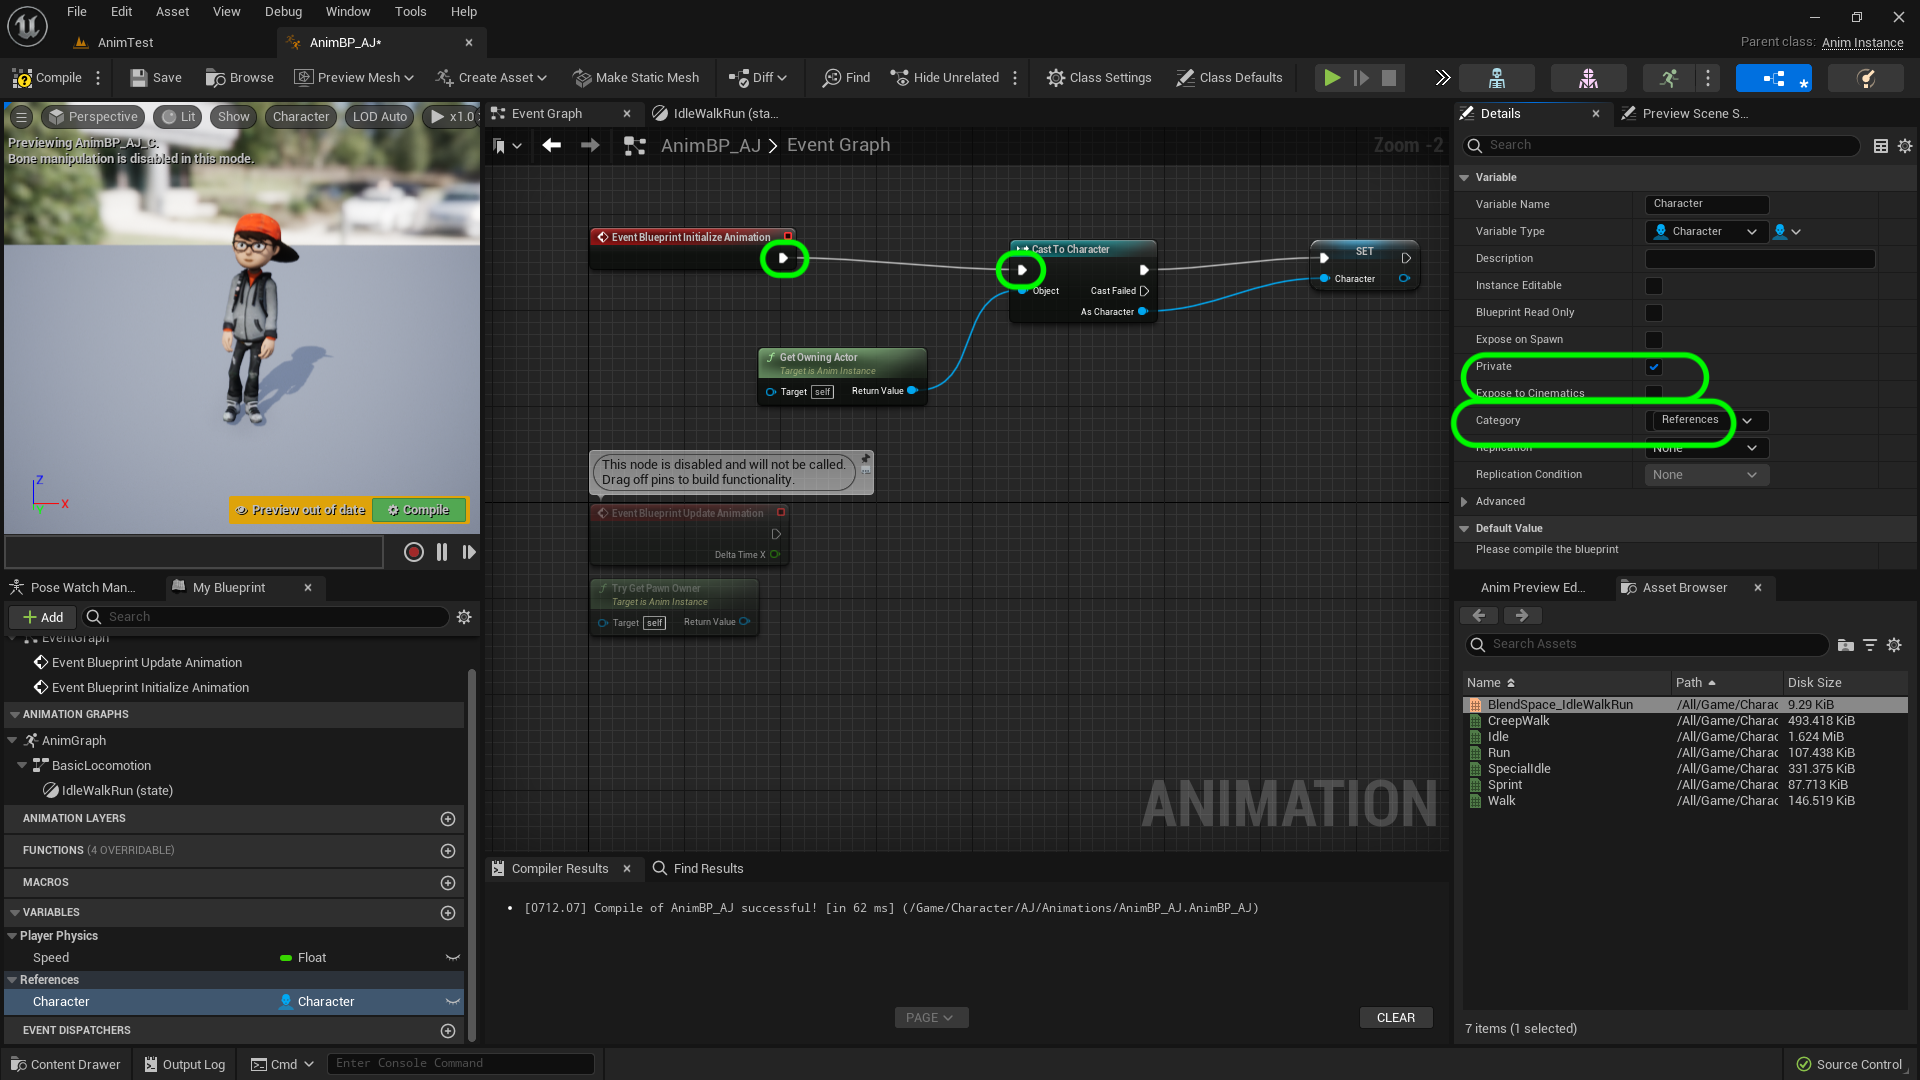 File Edit Asset View Debug Window Tools Help
AnimTest
AnimBP_AJ*
Parent class: Anim Instance
Compile Save Browse Preview Mesh Create Asset Make Static Mesh Diff Find Hide Unrelated Class Settings Class Defaults
Perspective Lit Show Character LOD Auto x1.0
Previewing AnimBP_AJ_C.
Bone manipulation is disabled in this mode.
Z
X
Preview out of date Compile
Pose Watch Man...
My Blueprint
Add Search
EventGraph
Event Blueprint Update Animation
Event Blueprint Initialize Animation
ANIMATION GRAPHS
AnimGraph
BasicLocomotion
IdleWalkRun (state)
ANIMATION LAYERS
FUNCTIONS (4 OVERRIDABLE)
MACROS
VARIABLES
Player Physics
Speed Float
References
Character Character
EVENT DISPATCHERS
Event Graph
IdleWalkRun (sta...
AnimBP_AJ > Event Graph
Zoom -2
Event Blueprint Initialize Animation
Cast To Character
Object
Cast Failed
As Character
SET
Character
Get Owning Actor
Target is Anim Instance
Target self Return Value
This node is disabled and will not be called.
Drag off pins to build functionality.
Event Blueprint Update Animation
Delta Time X
Try Get Pawn Owner
Target is Anim Instance
Target self Return Value
ANIMATION
Compiler Results
Find Results
[0712.07] Compile of AnimBP_AJ successful! [in 62 ms] (/Game/Character/AJ/Animations/AnimBP_AJ.AnimBP_AJ)
PAGE
CLEAR
Details
Preview Scene S...
Search
Variable
Variable Name Character
Variable Type Character
Description
Instance Editable
Blueprint Read Only
Expose on Spawn
Private
Expose to Cinematics
Category References
Replication None
Replication Condition None
Advanced
Default Value
Please compile the blueprint
Anim Preview Ed...
Asset Browser
Search Assets
Name Path Disk Size
BlendSpace_IdleWalkRun /All/Game/Charac 9.29 KiB
CreepWalk /All/Game/Charac 493.418 KiB
Idle /All/Game/Charac 1.624 MiB
Run /All/Game/Charac 107.438 KiB
SpecialIdle /All/Game/Charac 331.375 KiB
Sprint /All/Game/Charac 87.713 KiB
Walk /All/Game/Charac 146.519 KiB
7 items (1 selected)
Content Drawer Output Log Cmd Enter Console Command
Source Control